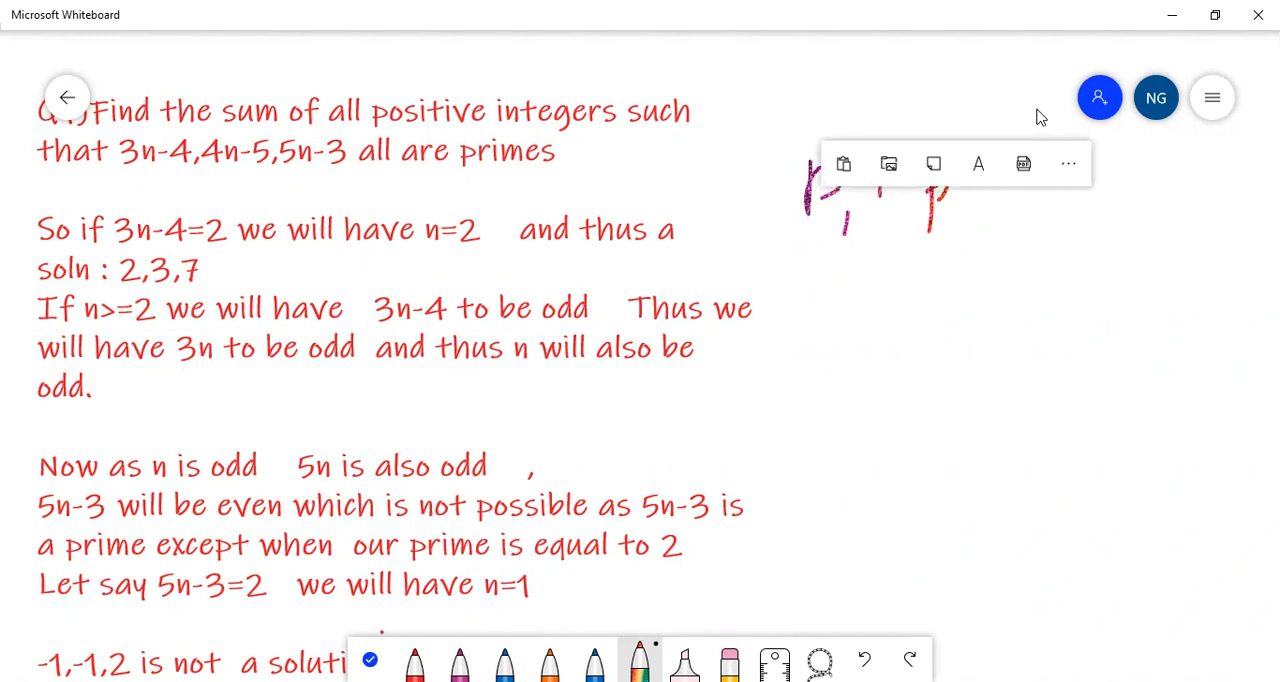 Microsoft Whiteboard
NG
Find the sum of all positive integers such
that 3n-4,4n-5,5n-3 all are primes
So if 3n-4=2 we will have n=2 and thus a
soln : 2,3,7
If n>=2 we will have 3n-4 to be odd Thus we
will have 3n to be odd and thus n will also be
odd.
Now as n is odd 5n is also odd ,
5n-3 will be even which is not possible as 5n-3 is
a prime except when our prime is equal to 2
Let say 5n-3=2 we will have n=1
-1,-1,2 is not a soluti